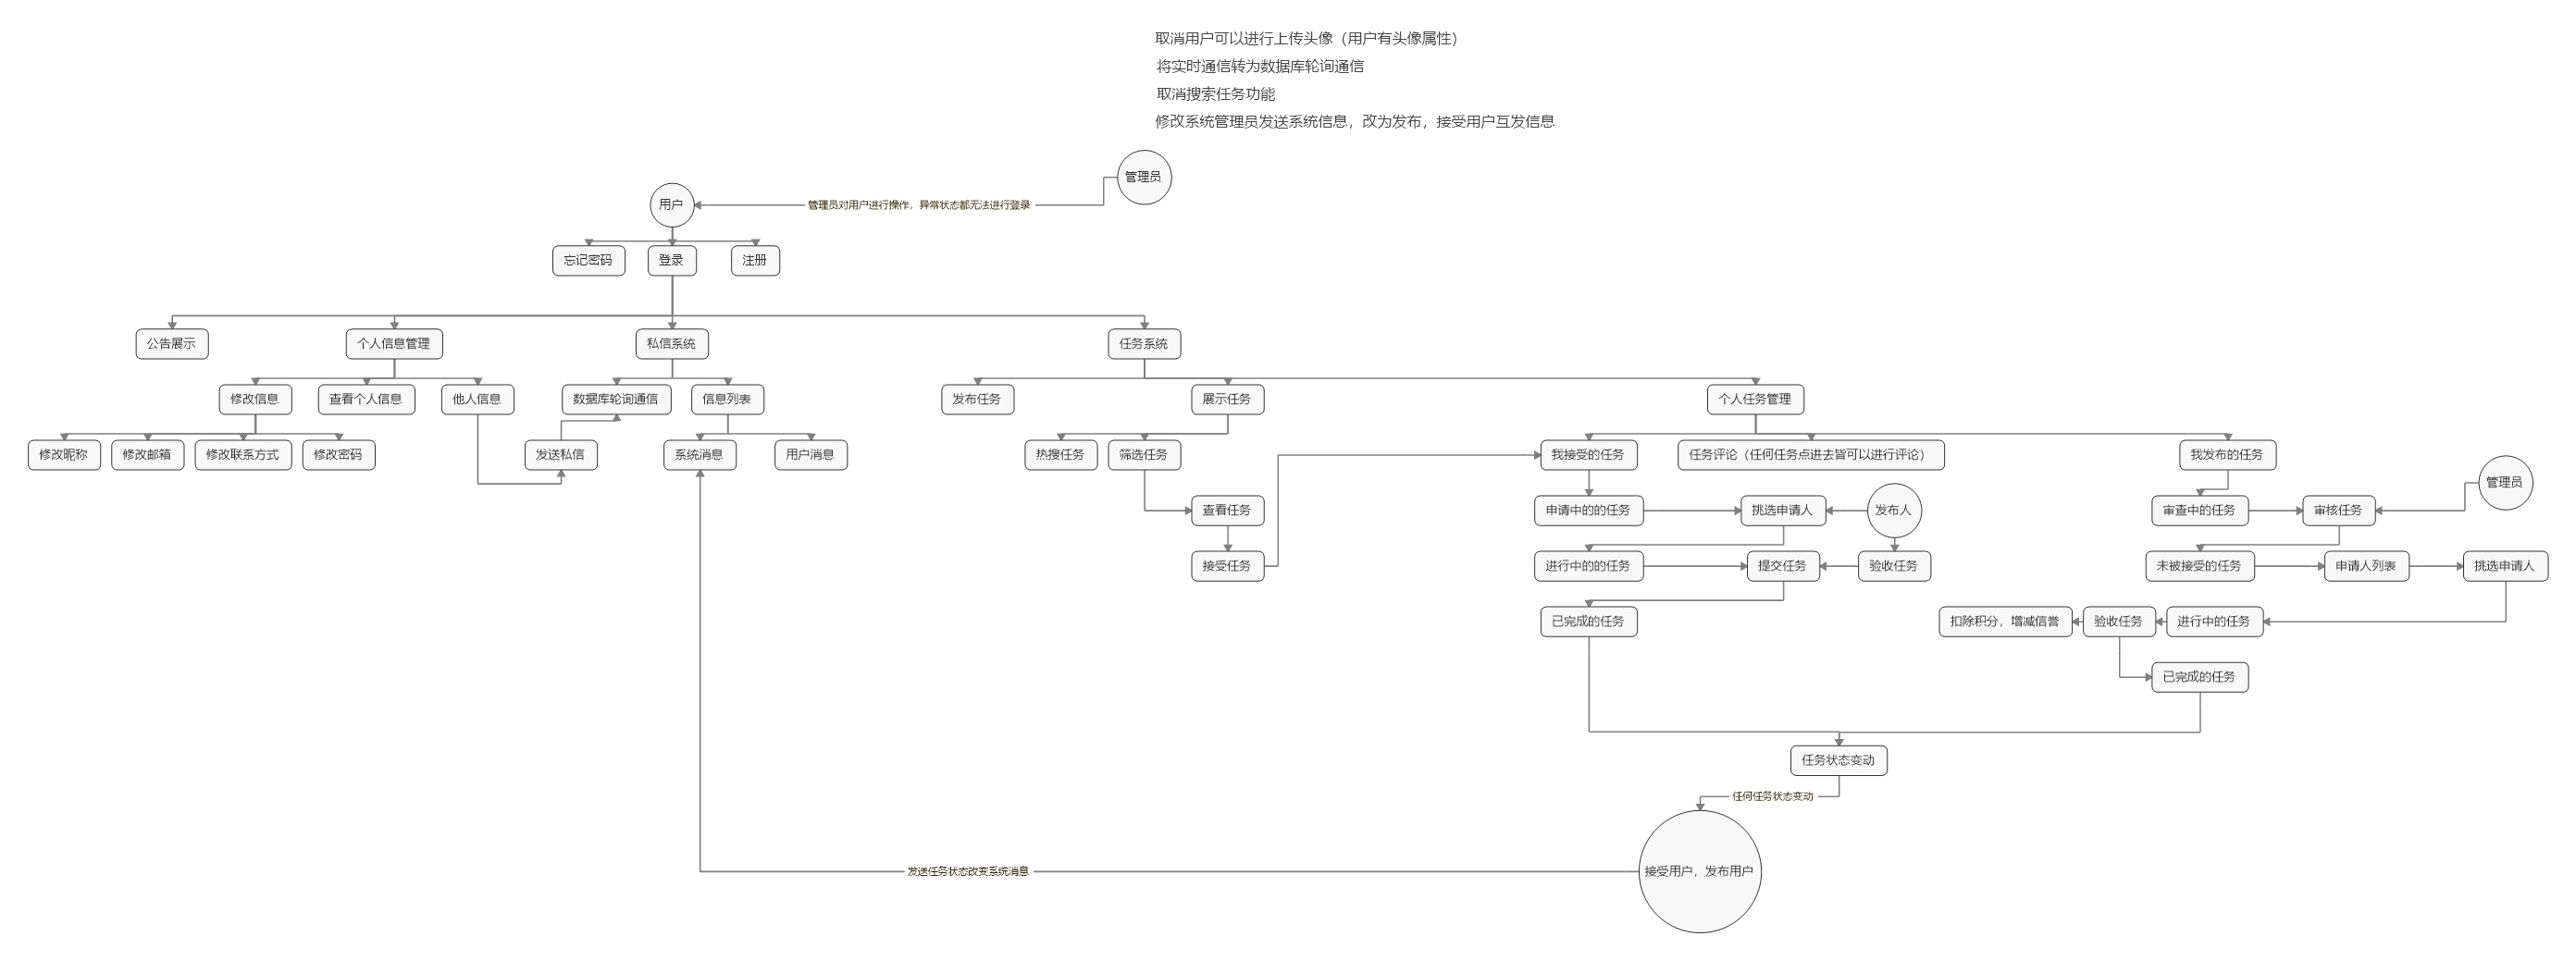 取消用户可以进行上传头像（用户有头像属性）
将实时通信转为数据库轮询通信
取消搜索任务功能
修改系统管理员发送系统信息，改为发布，接受用户互发信息
管理员
用户
管理员对用户进行操作，异常状态都无法进行登录
忘记密码
登录
注册
公告展示
个人信息管理
私信系统
任务系统
修改信息
查看个人信息
他人信息
数据库轮询通信
信息列表
发布任务
展示任务
个人任务管理
修改昵称
修改邮箱
修改联系方式
修改密码
发送私信
系统消息
用户消息
热搜任务
筛选任务
我接受的任务
任务评论（任何任务点进去皆可以进行评论）
我发布的任务
管理员
查看任务
申请中的的任务
挑选申请人
发布人
审查中的任务
审核任务
接受任务
进行中的的任务
提交任务
验收任务
未被接受的任务
申请人列表
挑选申请人
已完成的任务
扣除积分，增减信誉
验收任务
进行中的任务
已完成的任务
任务状态变动
任何任务状态变动
发送任务状态改变系统消息
接受用户，发布用户